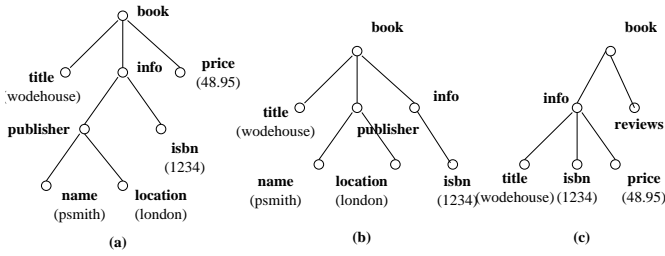 book
title
(wodehouse)
info
price
(48.95)
publisher
isbn
(1234)
name
(psmith)
location
(london)
(a)
book
title
(wodehouse)
publisher
info
name
(psmith)
location
(london)
isbn
(1234)
(b)
book
info
reviews
title
(wodehouse)
isbn
(1234)
price
(48.95)
(c)